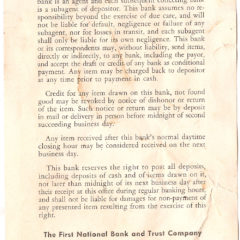 bank is an agent and each subsequent collecting bank
is a subagent of depositor. This bank assumes no re-
sponsibility beyond the exercise of due care, and will
not be liable for default, negligence or failure of any
subagent, nor for losses in transit, and each subagent
shall only be liable for its own negligence. This bank
or its correspondents may, without liability, send items,
directly or indirectly, to any bank, including the payor,
and accept the draft or credit of any bank as conditional
payment. Any item may be charged back to depositor
at any time prior to payment in cash.
Credit for any item drawn on this bank, not found
good may be revoked by notice of dishonor or return
of the item. Such notice or return may be by deposit
in mail or delivery in person before midnight of second
succeeding business day.
Any item received after this bank's normal daytime
closing hour may be considered received on the next
business day.
This bank reserves the right to post all deposits,
including deposits of cash and of items drawn on it,
not later than midnight of its next business day after
their receipt at this office during regular banking hours,
and shall not be liable for damages for non-payment of
any presented item resulting from the exercise of this
right.
The First National Bank and Trust Company